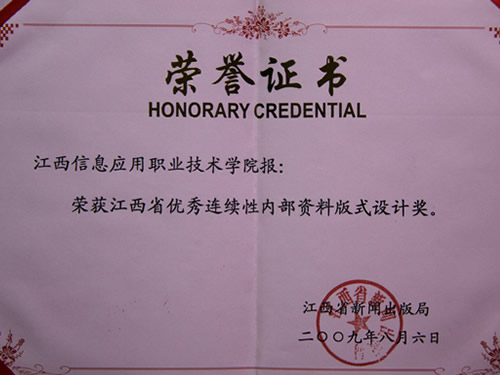 荣誉证书
HONORARY CREDENTIAL
江西信息应用职业技术学院报：
荣获江西省优秀连续性内部资料版式设计奖。
江西省新闻出版局
二〇〇九年八月六日